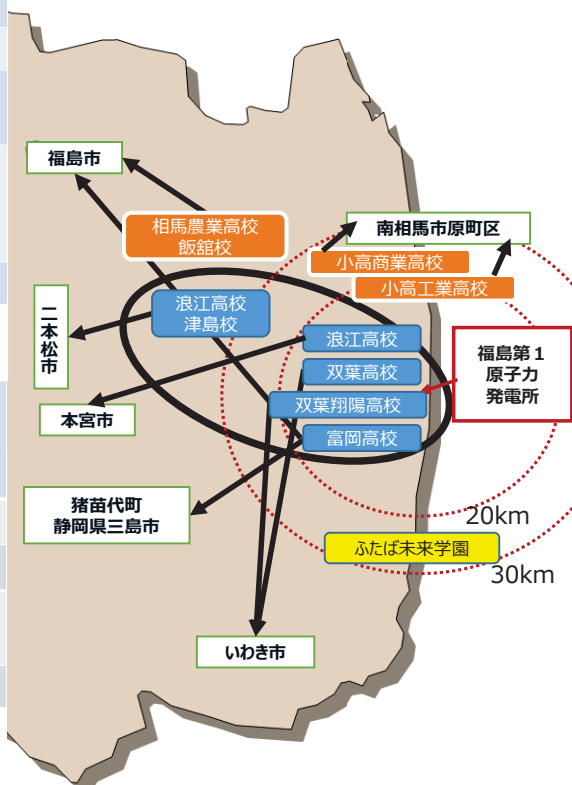 福島市
相馬農業高校
飯舘校
南相馬市原町区
小高商業高校
小高工業高校
二本松市
浪江高校
津島校
浪江高校
双葉高校
双葉翔陽高校
富岡高校
福島第1
原子力
発電所
本宮市
猪苗代町
静岡県三島市
20km
ふたば未来学園
30km
いわき市